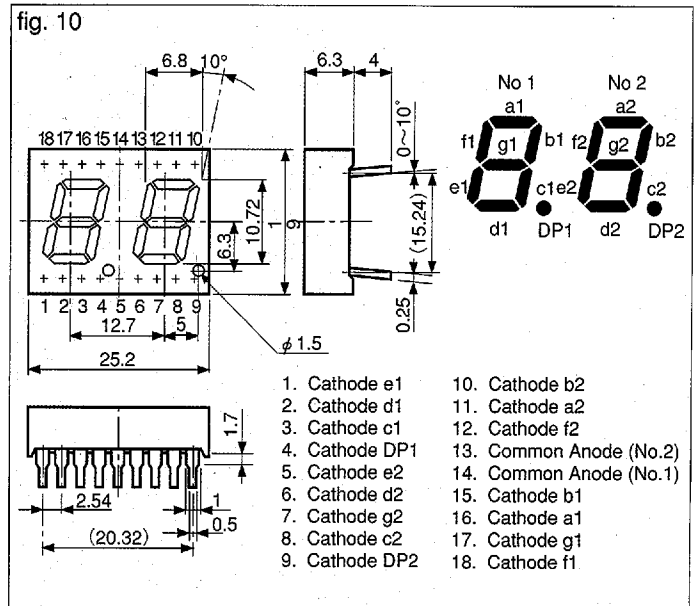 fig. 10
6.8 10°
6.3 4
0~10°
No 1 No 2
a1 a2
f1 g1 b1 f2 g2 b2
e1 c1 e2 c2
d1 DP1 d2 DP2
18 17 16 15 14 13 12 11 10
10.72
6.3
19
(15.24)
0.25
1 2 3 4 5 6 7 8 9
12.7 5
φ 1.5
25.2
1.7
2.54 1
0.5
(20.32)
1. Cathode e1
2. Cathode d1
3. Cathode c1
4. Cathode DP1
5. Cathode e2
6. Cathode d2
7. Cathode g2
8. Cathode c2
9. Cathode DP2
10. Cathode b2
11. Cathode a2
12. Cathode f2
13. Common Anode (No.2)
14. Common Anode (No.1)
15. Cathode b1
16. Cathode a1
17. Cathode g1
18. Cathode f1